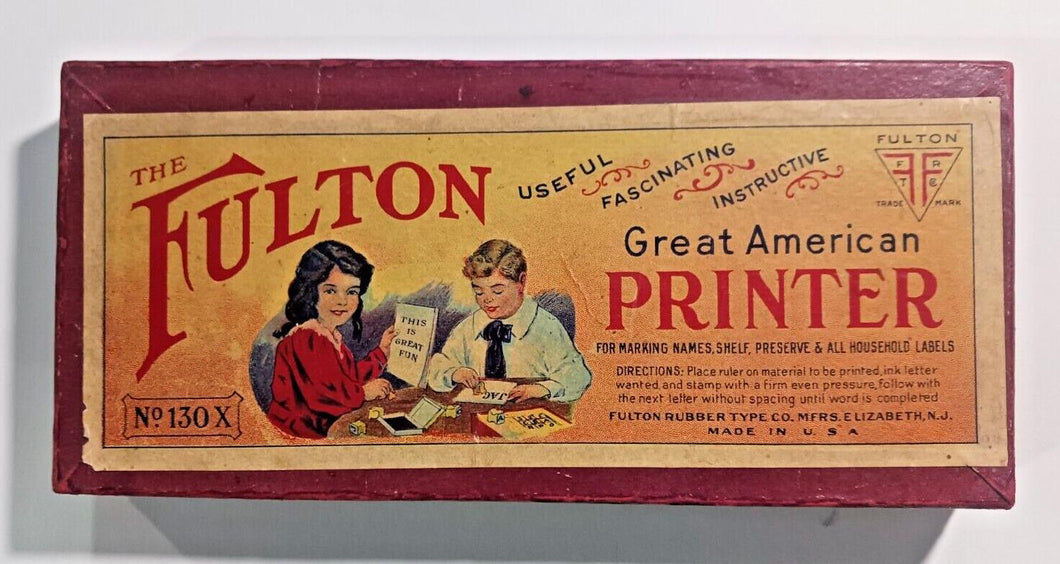 THE
FULTON
USEFUL
FASCINATING
INSTRUCTIVE
FULTON
F R
T C
TRADE MARK
Great American
PRINTER
FOR MARKING NAMES, SHELF, PRESERVE & ALL HOUSEHOLD LABELS
DIRECTIONS: Place ruler on material to be printed, ink letter
wanted and stamp with a firm even pressure, follow with
the next letter without spacing until word is completed
FULTON RUBBER TYPE CO. MFRS. ELIZABETH, N.J.
MADE IN U.S.A
THIS
IS
GREAT
FUN
JAC
Nº 130 X